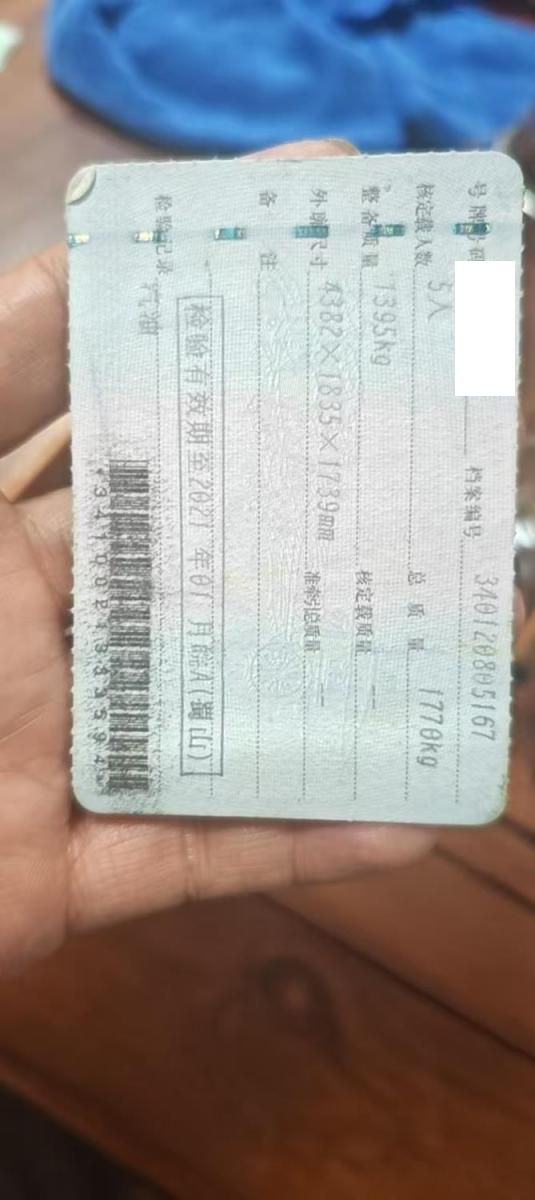 号牌号码 档案编号 340120805167
核定载人数 5人 总质量 1770kg
整备质量 1395kg 核定载质量 --
外廓尺寸 4382×1835×1789mm 准牵引总质量 --
备注
检验有效期至2021年01月皖A(蜀山)
检验记录 汽油